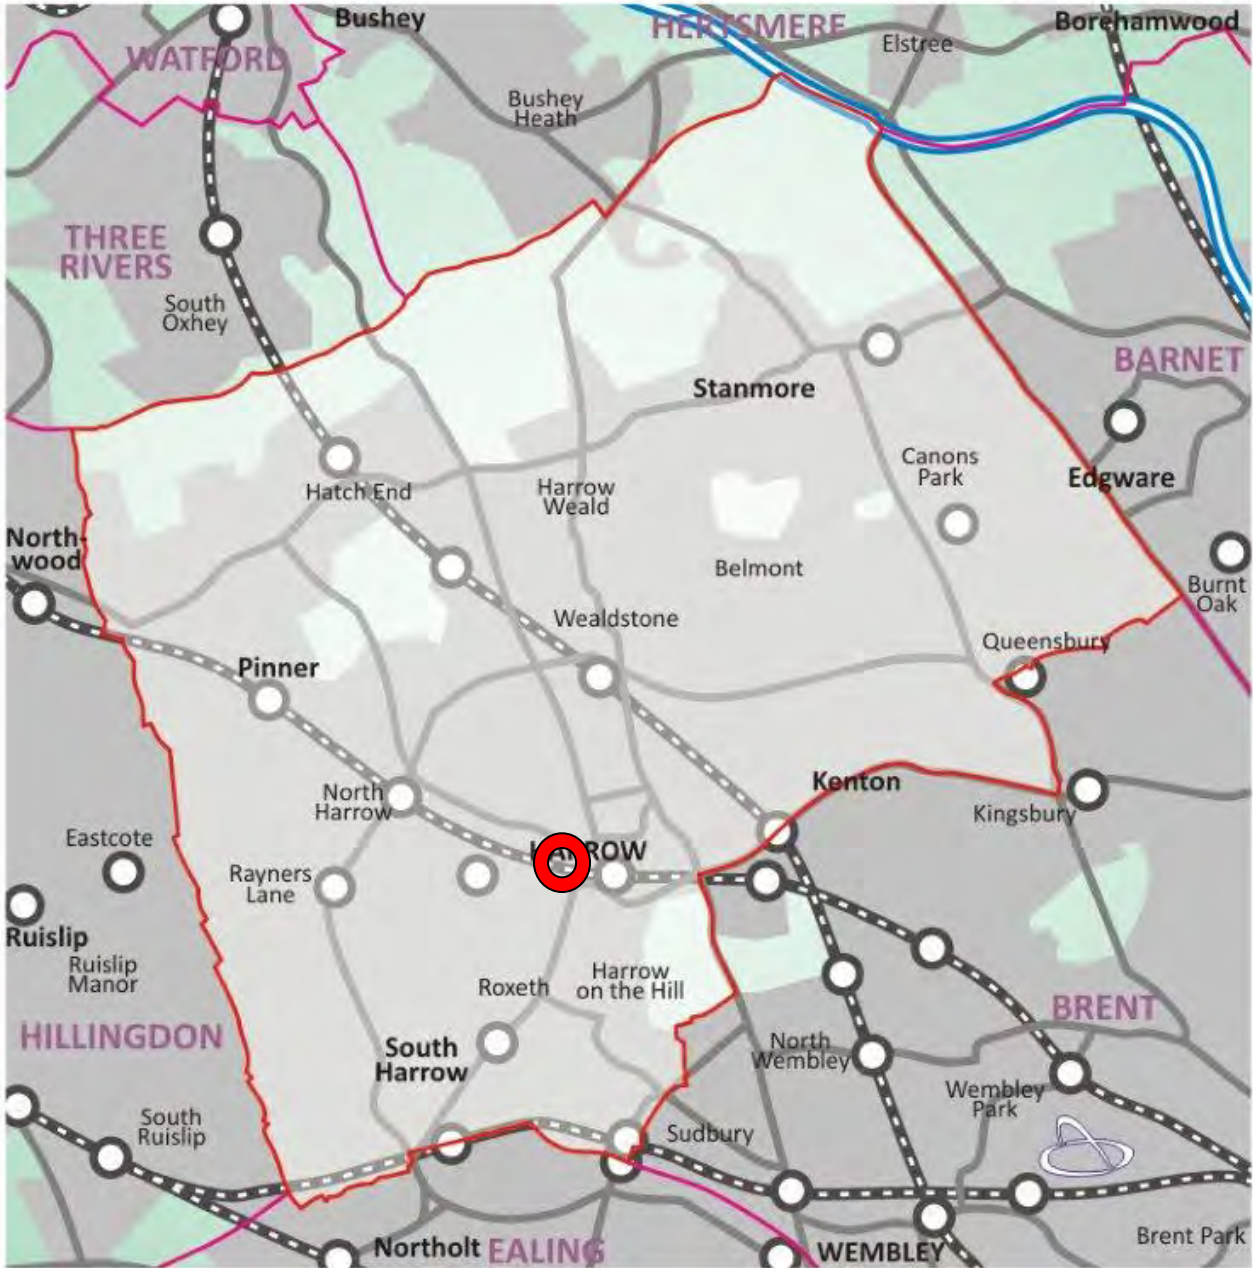 Bushey
HERTSMERE
Borehamwood
Elstree
WATFORD
Bushey
Heath
THREE
RIVERS
South
Oxhey
BARNET
Stanmore
Canons
Park
Edgware
Hatch End
Harrow
Weald
North-
wood
Belmont
Burnt
Oak
Wealdstone
Queensbury
Pinner
Kenton
North
Harrow
Kingsbury
Eastcote
HARROW
Rayners
Lane
Ruislip
Ruislip
Manor
Roxeth
Harrow
on the Hill
BRENT
HILLINGDON
South
Harrow
North
Wembley
Wembley
Park
South
Ruislip
Sudbury
Northolt
EALING
WEMBLEY
Brent Park